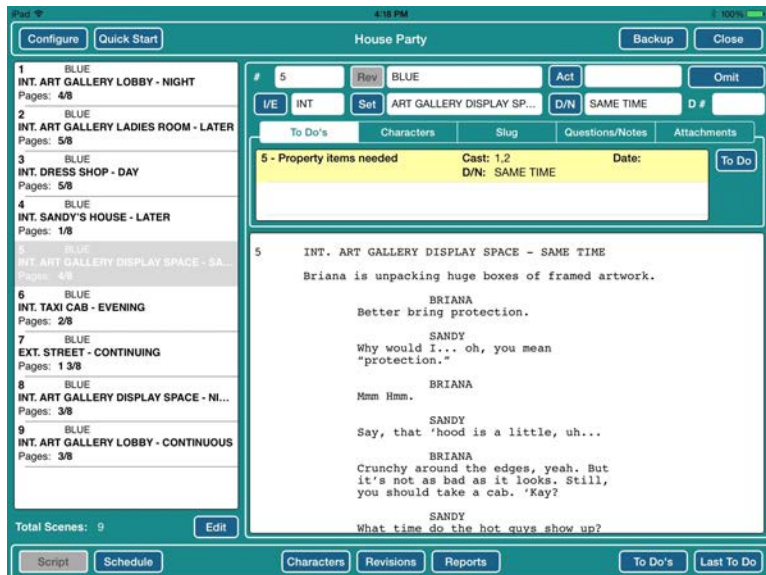 iPad 4:18 PM 100%
Configure Quick Start House Party Backup Close
1 BLUE
INT. ART GALLERY LOBBY - NIGHT
Pages: 4/8
2 BLUE
INT. ART GALLERY LADIES ROOM - LATER
Pages: 5/8
3 BLUE
INT. DRESS SHOP - DAY
Pages: 5/8
4 BLUE
INT. SANDY'S HOUSE - LATER
Pages: 1/8
5 BLUE
INT. ART GALLERY DISPLAY SPACE - SA...
Pages: 4/8
6 BLUE
INT. TAXI CAB - EVENING
Pages: 2/8
7 BLUE
EXT. STREET - CONTINUING
Pages: 1 3/8
8 BLUE
INT. ART GALLERY DISPLAY SPACE - NI...
Pages: 3/8
9 BLUE
INT. ART GALLERY LOBBY - CONTINUOUS
Pages: 3/8
Total Scenes: 9 Edit
# 5 Rev BLUE Act Omit
I/E INT Set ART GALLERY DISPLAY SP... D/N SAME TIME D #
To Do's Characters Slug Questions/Notes Attachments
5 - Property items needed Cast: 1,2 Date: To Do
D/N: SAME TIME
5 INT. ART GALLERY DISPLAY SPACE - SAME TIME
Briana is unpacking huge boxes of framed artwork.
BRIANA
Better bring protection.
SANDY
Why would I... oh, you mean
"protection."
BRIANA
Mmm Hmm.
SANDY
Say, that 'hood is a little, uh...
BRIANA
Crunchy around the edges, yeah. But
it's not as bad as it looks. Still,
you should take a cab. 'Kay?
SANDY
What time do the hot guys show up?
Script Schedule Characters Revisions Reports To Do's Last To Do